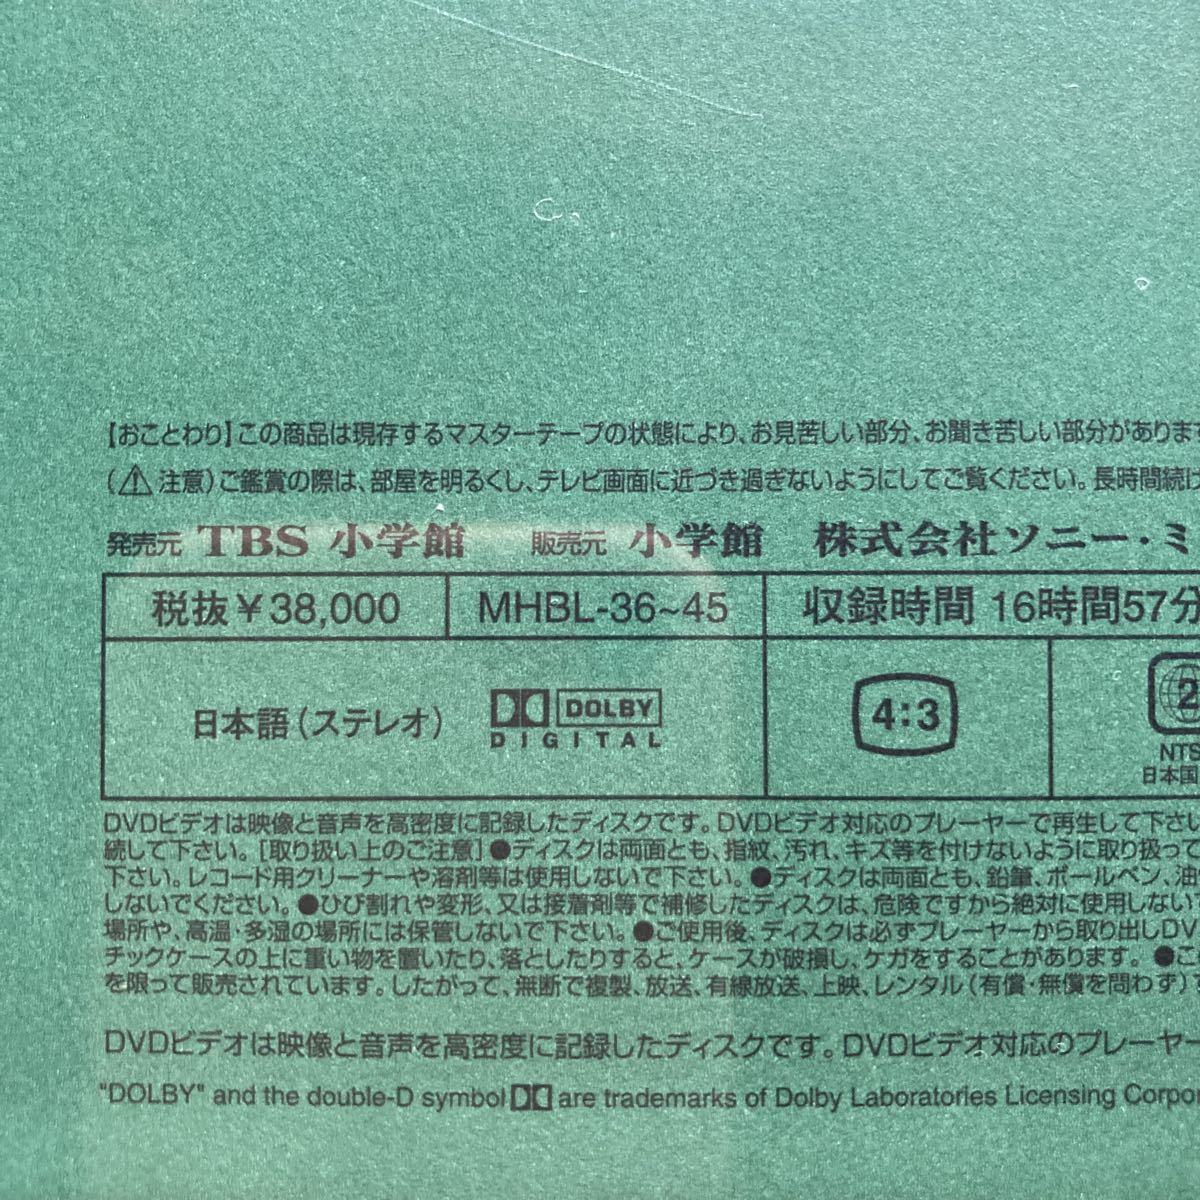 【おことわり】この商品は現存するマスターテープの状態により、お見苦しい部分、お聞き苦しい部分があります
(⚠注意)ご鑑賞の際は、部屋を明るくし、テレビ画面に近づき過ぎないようにしてご覧ください。長時間続け
発売元 TBS 小学館 販売元 小学館 株式会社ソニー・ミ
税抜￥38,000 MHBL-36~45 収録時間 16時間57分
日本語(ステレオ) DOLBY DIGITAL 4:3 2
NTS
日本国
DVDビデオは映像と音声を高密度に記録したディスクです。DVDビデオ対応のプレーヤーで再生して下さい
続して下さい。[取り扱い上のご注意]●ディスクは両面とも、指紋、汚れ、キズ等を付けないように取り扱って
下さい。レコード用クリーナーや溶剤等は使用しないで下さい。●ディスクは両面とも、鉛筆、ボールペン、油性
しないでください。●ひび割れや変形、又は接着剤等で補修したディスクは、危険ですから絶対に使用しない
場所や、高温・多湿の場所には保管しないで下さい。●ご使用後、ディスクは必ずプレーヤーから取り出しDV
チックケースの上に重い物を置いたり、落としたりすると、ケースが破損し、ケガをすることがあります。●
を限って販売されています。したがって、無断で複製、放送、有線放送、上映、レンタル(有償・無償を問わず)
DVDビデオは映像と音声を高密度に記録したディスクです。DVDビデオ対応のプレーヤー
"DOLBY" and the double-D symbol are trademarks of Dolby Laboratories Licensing Corpor